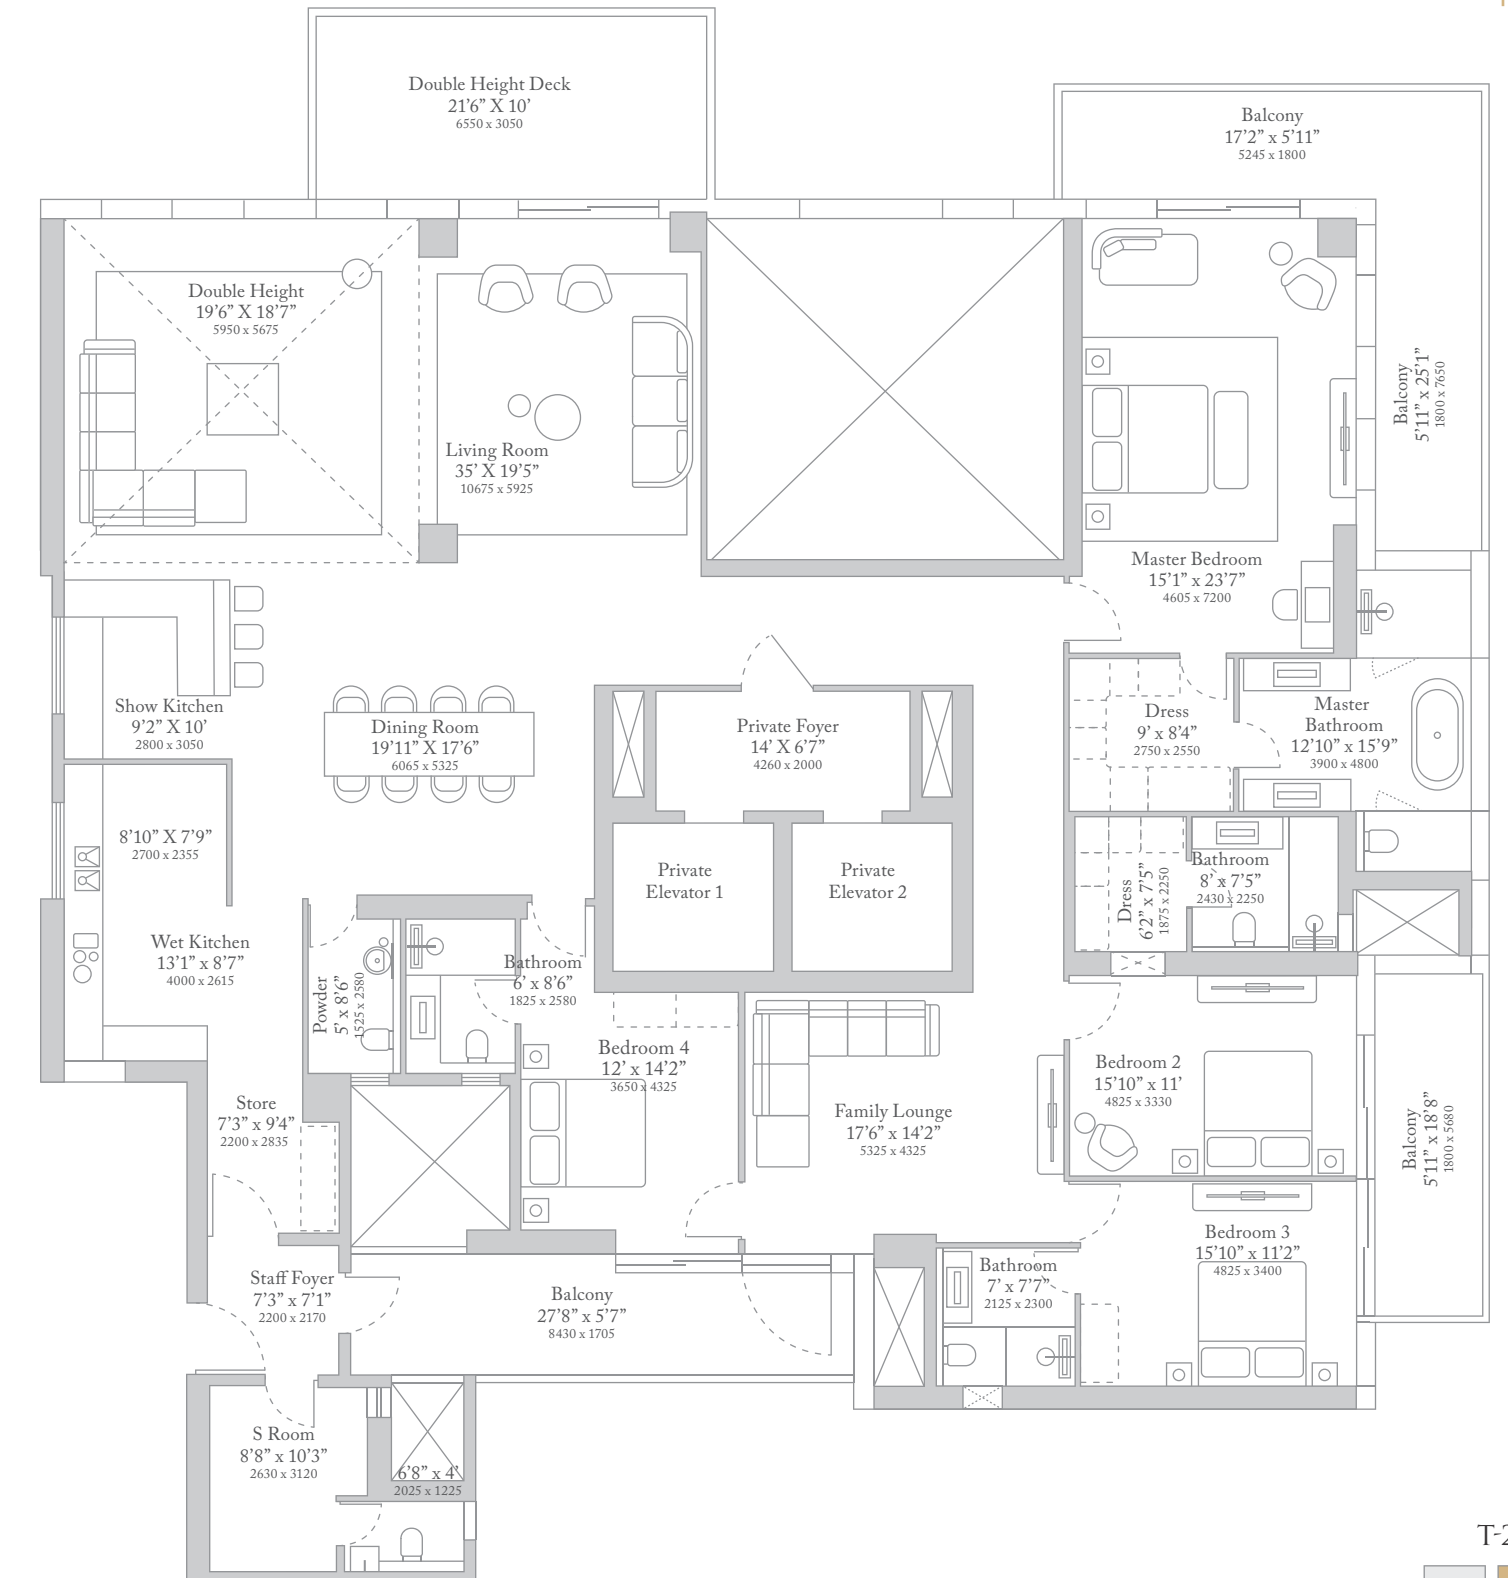 Double Height Deck
21’6” X 10’
6550 x 3050
Balcony
17’2” x 5’11”
5245 x 1800
Double Height
19’6” X 18’7”
5950 x 5675
Living Room
35’ X 19’5”
10675 x 5925
Balcony
5’11” x 25’1”
1800 x 7650
Master Bedroom
15’1” x 23’7”
4605 x 7200
Show Kitchen
9’2” X 10’
2800 x 3050
Dining Room
19’11” X 17’6”
6065 x 5325
Private Foyer
14’ X 6’7”
4260 x 2000
Dress
9’ x 8’4”
2750 x 2550
Master
Bathroom
12’10” x 15’9”
3900 x 4800
8’10” X 7’9”
2700 x 2355
Private
Elevator 1
Private
Elevator 2
Dress
6’2” x 7’5”
1875 x 2250
Bathroom
8’ x 7’5”
2430 x 2250
Wet Kitchen
13’1” x 8’7”
4000 x 2615
Powder
5’ x 8’6”
1525 x 2580
Bathroom
6’ x 8’6”
1825 x 2580
Bedroom 4
12’ x 14’2”
3650 x 4325
Family Lounge
17’6” x 14’2”
5325 x 4325
Bedroom 2
15’10” x 11’
4825 x 3330
Balcony
5’11” x 18’8”
1800 x 5680
Store
7’3” x 9’4”
2200 x 2835
Bedroom 3
15’10” x 11’2”
4825 x 3400
Staff Foyer
7’3” x 7’1”
2200 x 2170
Balcony
27’8” x 5’7”
8430 x 1705
Bathroom
7’ x 7’7”
2125 x 2300
S Room
8’8” x 10’3”
2630 x 3120
6’8” x 4’
2025 x 1225
T-2